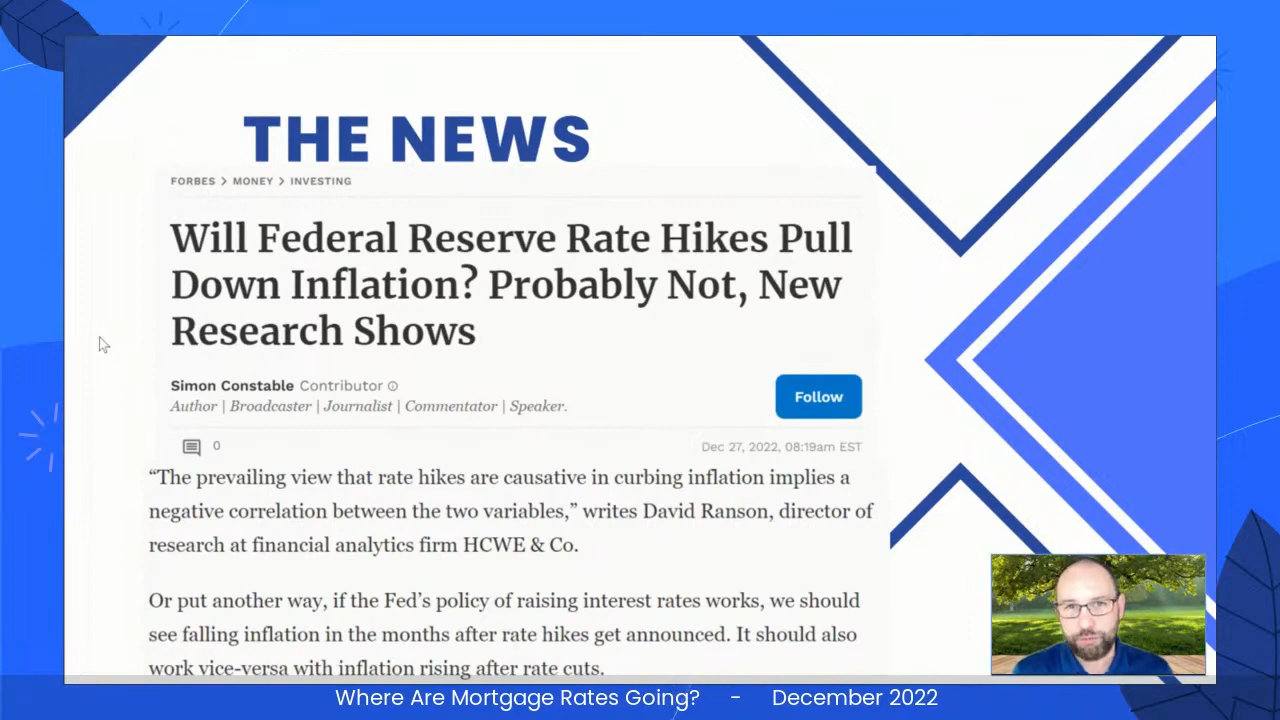 THE NEWS
FORBES > MONEY > INVESTING
Will Federal Reserve Rate Hikes Pull
Down Inflation? Probably Not, New
Research Shows
Simon Constable Contributor
Author | Broadcaster | Journalist | Commentator | Speaker.
Follow
0
Dec 27, 2022, 08:19am EST
“The prevailing view that rate hikes are causative in curbing inflation implies a
negative correlation between the two variables,” writes David Ranson, director of
research at financial analytics firm HCWE & Co.
Or put another way, if the Fed’s policy of raising interest rates works, we should
see falling inflation in the months after rate hikes get announced. It should also
work vice-versa with inflation rising after rate cuts.
Where Are Mortgage Rates Going? - December 2022